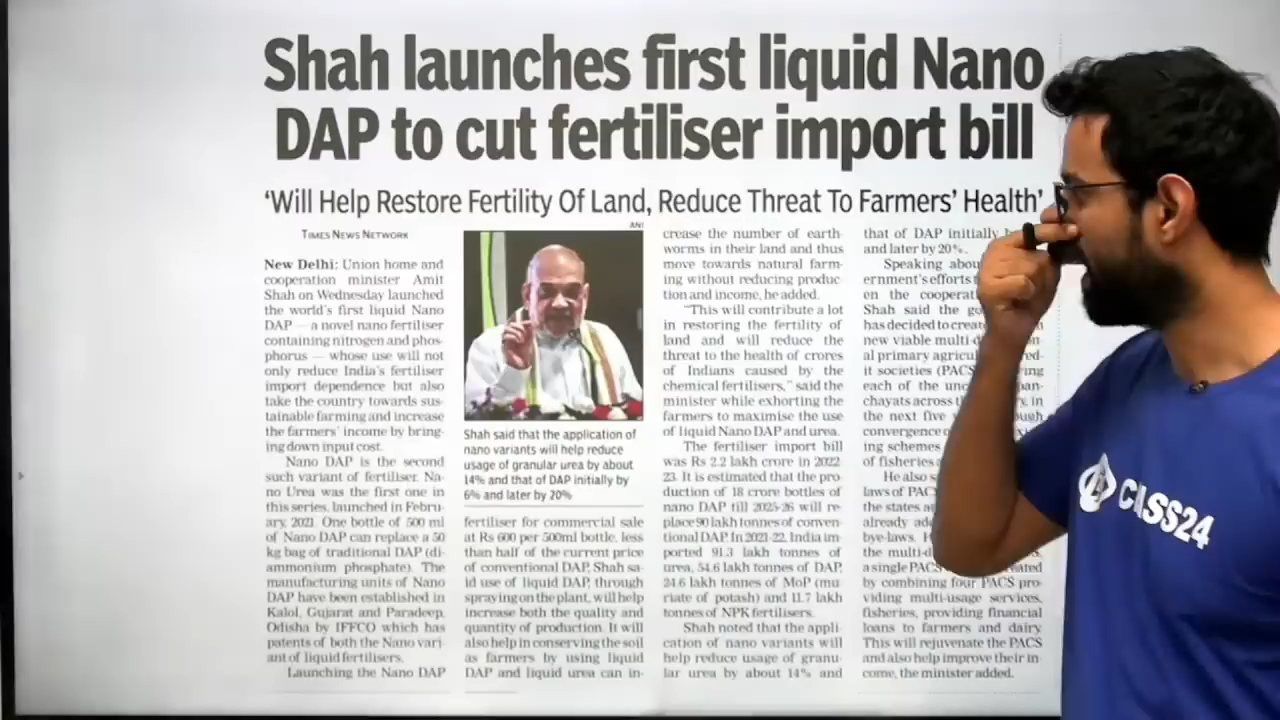 Shah launches first liquid Nano
DAP to cut fertiliser import bill
‘Will Help Restore Fertility Of Land, Reduce Threat To Farmers’ Health’
TIMES NEWS NETWORK
New Delhi: Union home and
cooperation minister Amit
Shah on Wednesday launched
the world's first liquid Nano
DAP — a novel nano fertiliser
containing nitrogen and phos-
phorus — whose use will not
only reduce India's fertiliser
import dependence but also
take the country towards sus-
tainable farming and increase
the farmers' income by bring-
ing down input cost.
Nano DAP is the second
such variant of fertiliser. Na-
no Urea was the first one in
this series, launched in Febru-
ary, 2021. One bottle of 500 ml
of Nano DAP can replace a 50
kg bag of traditional DAP (di-
ammonium phosphate). The
manufacturing units of Nano
DAP have been established in
Kalol, Gujarat and Paradeep,
Odisha by IFFCO which has
patents of both the Nano vari-
ant of liquid fertilisers.
Launching the Nano DAP
ANI
Shah said that the application of
nano variants will help reduce
usage of granular urea by about
14% and that of DAP initially by
6% and later by 20%
fertiliser for commercial sale
at Rs 600 per 500ml bottle, less
than half of the current price
of conventional DAP, Shah sa-
id use of liquid DAP, through
spraying on the plant, will help
increase both the quality and
quantity of production. It will
also help in conserving the soil
as farmers by using liquid
DAP and liquid urea can in-
crease the number of earth-
worms in their land and thus
move towards natural farm-
ing without reducing produc-
tion and income, he added.
"This will contribute a lot
in restoring the fertility of
land and will reduce the
threat to the health of crores
of Indians caused by the
chemical fertilisers," said the
minister while exhorting the
farmers to maximise the use
of liquid Nano DAP and urea.
The fertiliser import bill
was Rs 2.2 lakh crore in 2022-
23. It is estimated that the pro-
duction of 18 crore bottles of
nano DAP till 2025-26 will re-
place 90 lakh tonnes of conven-
tional DAP. In 2021-22, India im-
ported 91.3 lakh tonnes of
urea, 54.6 lakh tonnes of DAP,
24.6 lakh tonnes of MoP (mu-
riate of potash) and 11.7 lakh
tonnes of NPK fertilisers.
Shah noted that the appli-
cation of nano variants will
help reduce usage of granu-
lar urea by about 14% and
that of DAP initially
and later by 20%.
Speaking
ernment's efforts
en the
Shah said the
has decided to
new viable
al primary
it societies (PACS
each of the
chayats across
the next five
convergence
ing schemes
of fisheries
He also
laws of PAC
the states
already
bye-laws.
the
a single PACS
by combining four PACS pro-
viding multi-usage services,
fisheries, providing financial
loans to farmers and dairy.
This will rejuvenate the PACS
and also help improve their in-
come, the minister added.
CLASS24